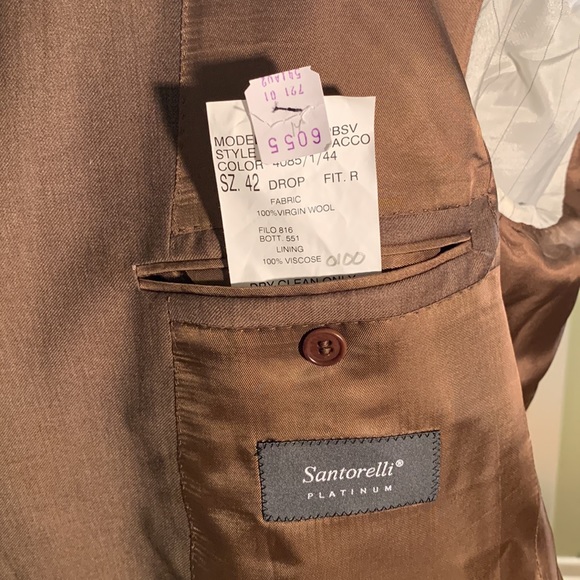 591AU2
721 01
6055
MODE BSV
STYLE ACCO
COLOR 4085/1/44
SZ. 42 DROP FIT. R
FABRIC
100%VIRGIN WOOL
FILO.816
BOTT. 551
LINING
100% VISCOSE 0100
DRY CLEAN ONLY
Santorelli®
PLATINUM